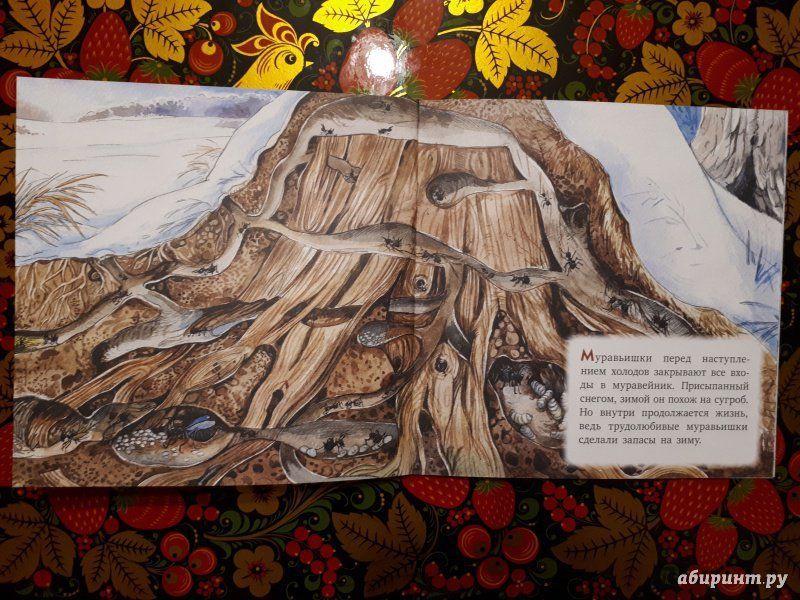 Муравьишки перед наступле-
нием холодов закрывают все вхо-
ды в муравейник. Присыпанный
снегом, зимой он похож на сугроб.
Но внутри продолжается жизнь,
ведь трудолюбивые муравьишки
сделали запасы на зиму.
абиринт.ру